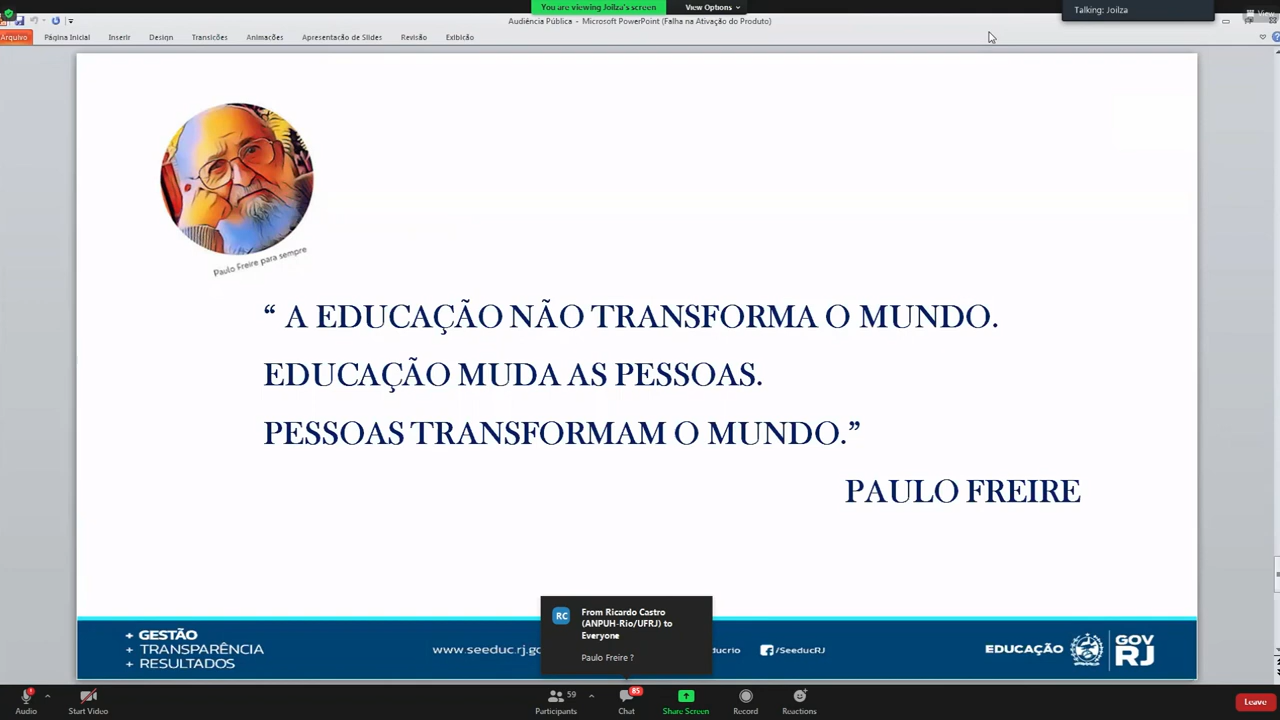 You are viewing Joilza's screen
View Options
Talking: Joilza
View
Audiência Pública - Microsoft PowerPoint (Falha na Ativação do Produto)
Arquivo
Página Inicial
Inserir
Design
Transições
Animações
Apresentação de Slides
Revisão
Exibição
Paulo Freire para sempre
“ A EDUCAÇÃO NÃO TRANSFORMA O MUNDO.
EDUCAÇÃO MUDA AS PESSOAS.
PESSOAS TRANSFORMAM O MUNDO.”
PAULO FREIRE
RC
From Ricardo Castro
(ANPUH-Rio/UFRJ) to
Everyone
Paulo Freire ?
+ GESTÃO
+ TRANSPARÊNCIA
+ RESULTADOS
/SeeducRJ
EDUCAÇÃO
GOV
RJ
Audio
Start Video
59
Participants
85
Chat
Share Screen
Record
Reactions
Leave